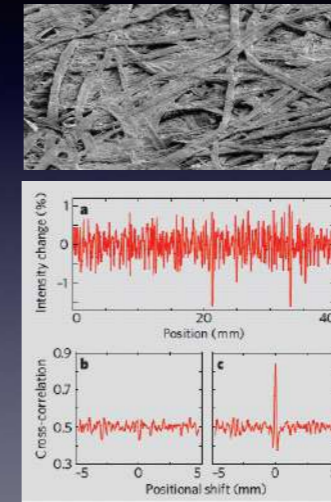 Intensity change (%)
1
0
-1
a
0
20
40
Position (mm)
Cross-correlation
0.9
0.7
0.5
0.3
b
c
-5
0
5
-5
0
5
Positional shift (mm)